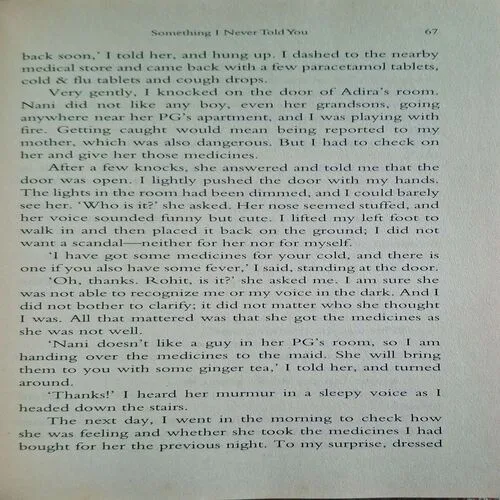 Something I Never Told You 67
back soon,' I told her, and hung up. I dashed to the nearby
medical store and came back with a few paracetamol tablets,
cold & flu tablets and cough drops.
Very gently, I knocked on the door of Adira's room.
Nani did not like any boy, even her grandsons, going
anywhere near her PG's apartment, and I was playing with
fire. Getting caught would mean being reported to my
mother, which was also dangerous. But I had to check on
her and give her those medicines.
After a few knocks, she answered and told me that the
door was open. I lightly pushed the door with my hands.
The lights in the room had been dimmed, and I could barely
see her. 'Who is it?' she asked. Her nose seemed stuffed, and
her voice sounded funny but cute. I lifted my left foot to
walk in and then placed it back on the ground; I did not
want a scandal—neither for her nor for myself.
'I have got some medicines for your cold, and there is
one if you also have some fever,' I said, standing at the door.
'Oh, thanks. Rohit, is it?' she asked me. I am sure she
was not able to recognize me or my voice in the dark. And I
did not bother to clarify; it did not matter who she thought
I was. All that mattered was that she got the medicines as
she was not well.
'Nani doesn't like a guy in her PG's room, so I am
handing over the medicines to the maid. She will bring
them to you with some ginger tea,' I told her, and turned
around.
'Thanks!' I heard her murmur in a sleepy voice as I
headed down the stairs.
The next day, I went in the morning to check how
she was feeling and whether she took the medicines I had
bought for her the previous night. To my surprise, dressed